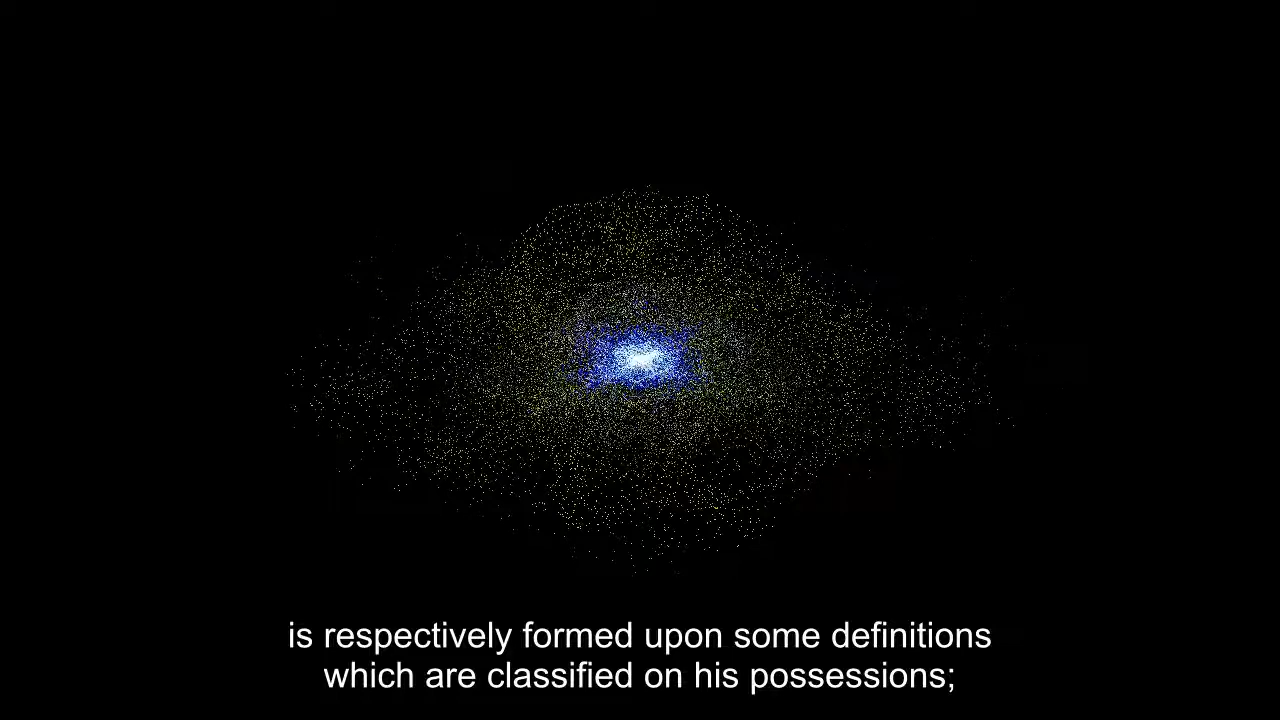 is respectively formed upon some definitions
which are classified on his possessions;